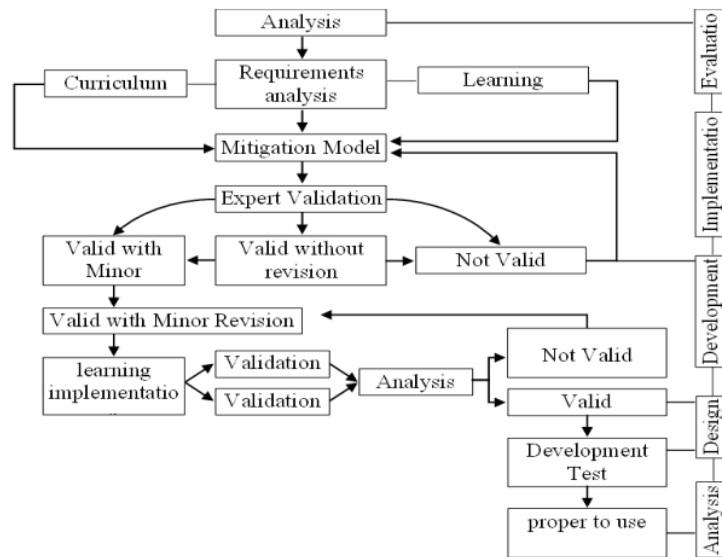 Analysis
Curriculum
Requirements
analysis
Learning
Mitigation Model
Expert Validation
Valid with
Minor
Valid without
revision
Not Valid
Valid with Minor Revision
learning
implementatio
Validation
Validation
Analysis
Not Valid
Valid
Development
Test
proper to use
Evaluatio
Implementatio
Development
Design
Analysis